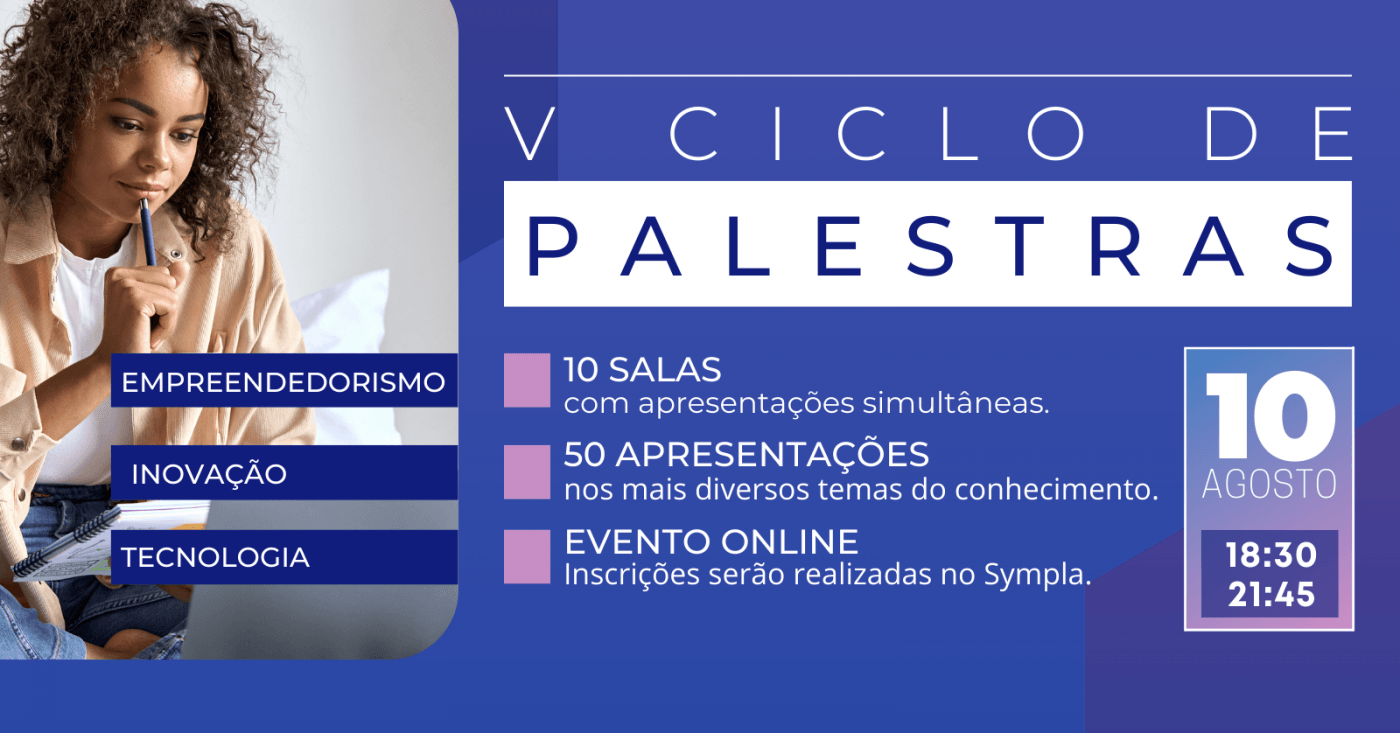 V CICLO DE
PALESTRAS
EMPREENDEDORISMO
INOVAÇÃO
TECNOLOGIA
10 SALAS
com apresentações simultâneas.
50 APRESENTAÇÕES
nos mais diversos temas do conhecimento.
EVENTO ONLINE
Inscrições serão realizadas no Sympla.
10
AGOSTO
18:30
21:45